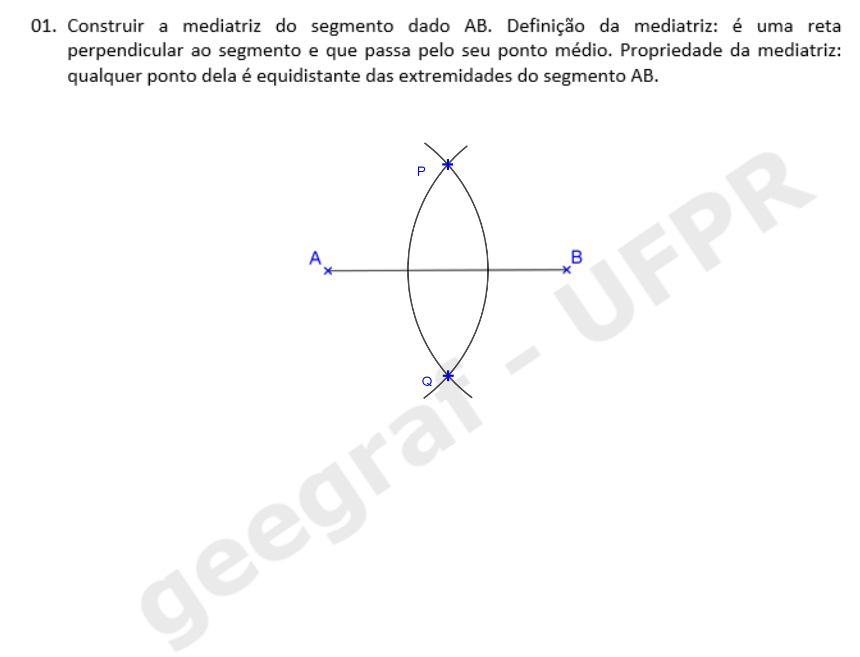 01. Construir a mediatriz do segmento dado AB. Definição da mediatriz: é uma reta
perpendicular ao segmento e que passa pelo seu ponto médio. Propriedade da mediatriz:
qualquer ponto dela é equidistante das extremidades do segmento AB.
P
A
B
Q
geegraf - UFPR